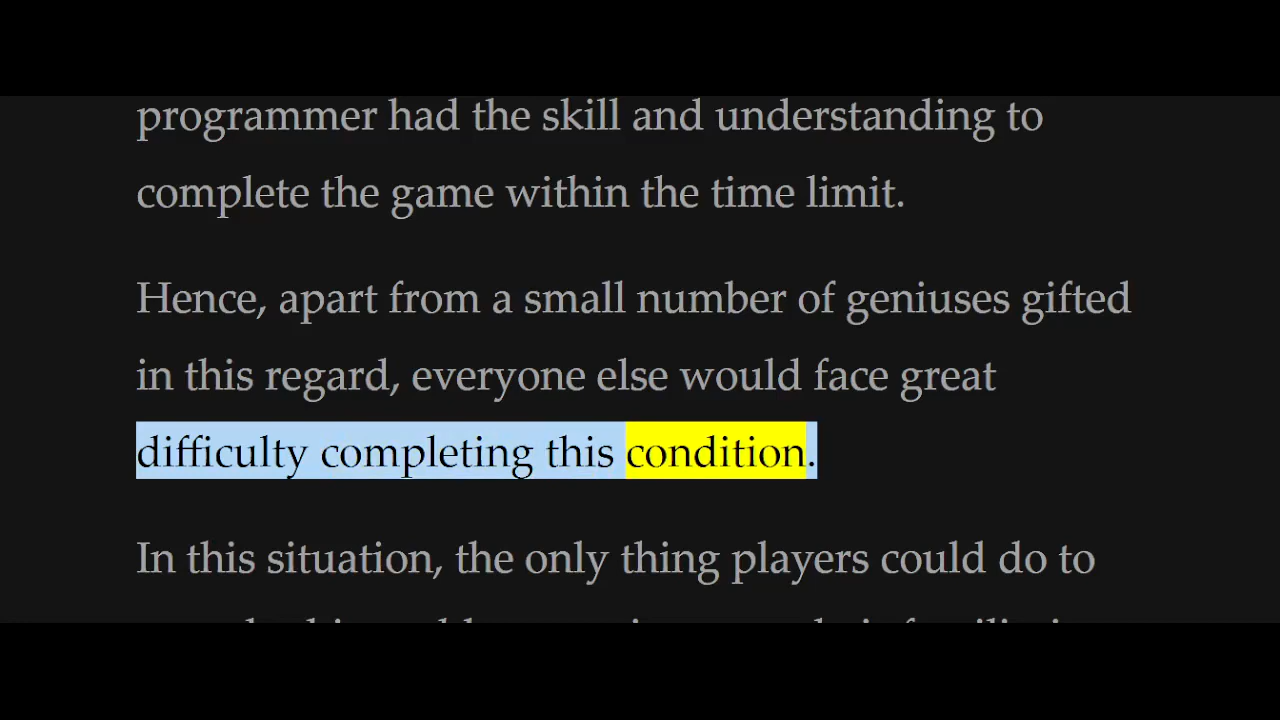 programmer had the skill and understanding to
complete the game within the time limit.
Hence, apart from a small number of geniuses gifted
in this regard, everyone else would face great
difficulty completing this condition.
In this situation, the only thing players could do to